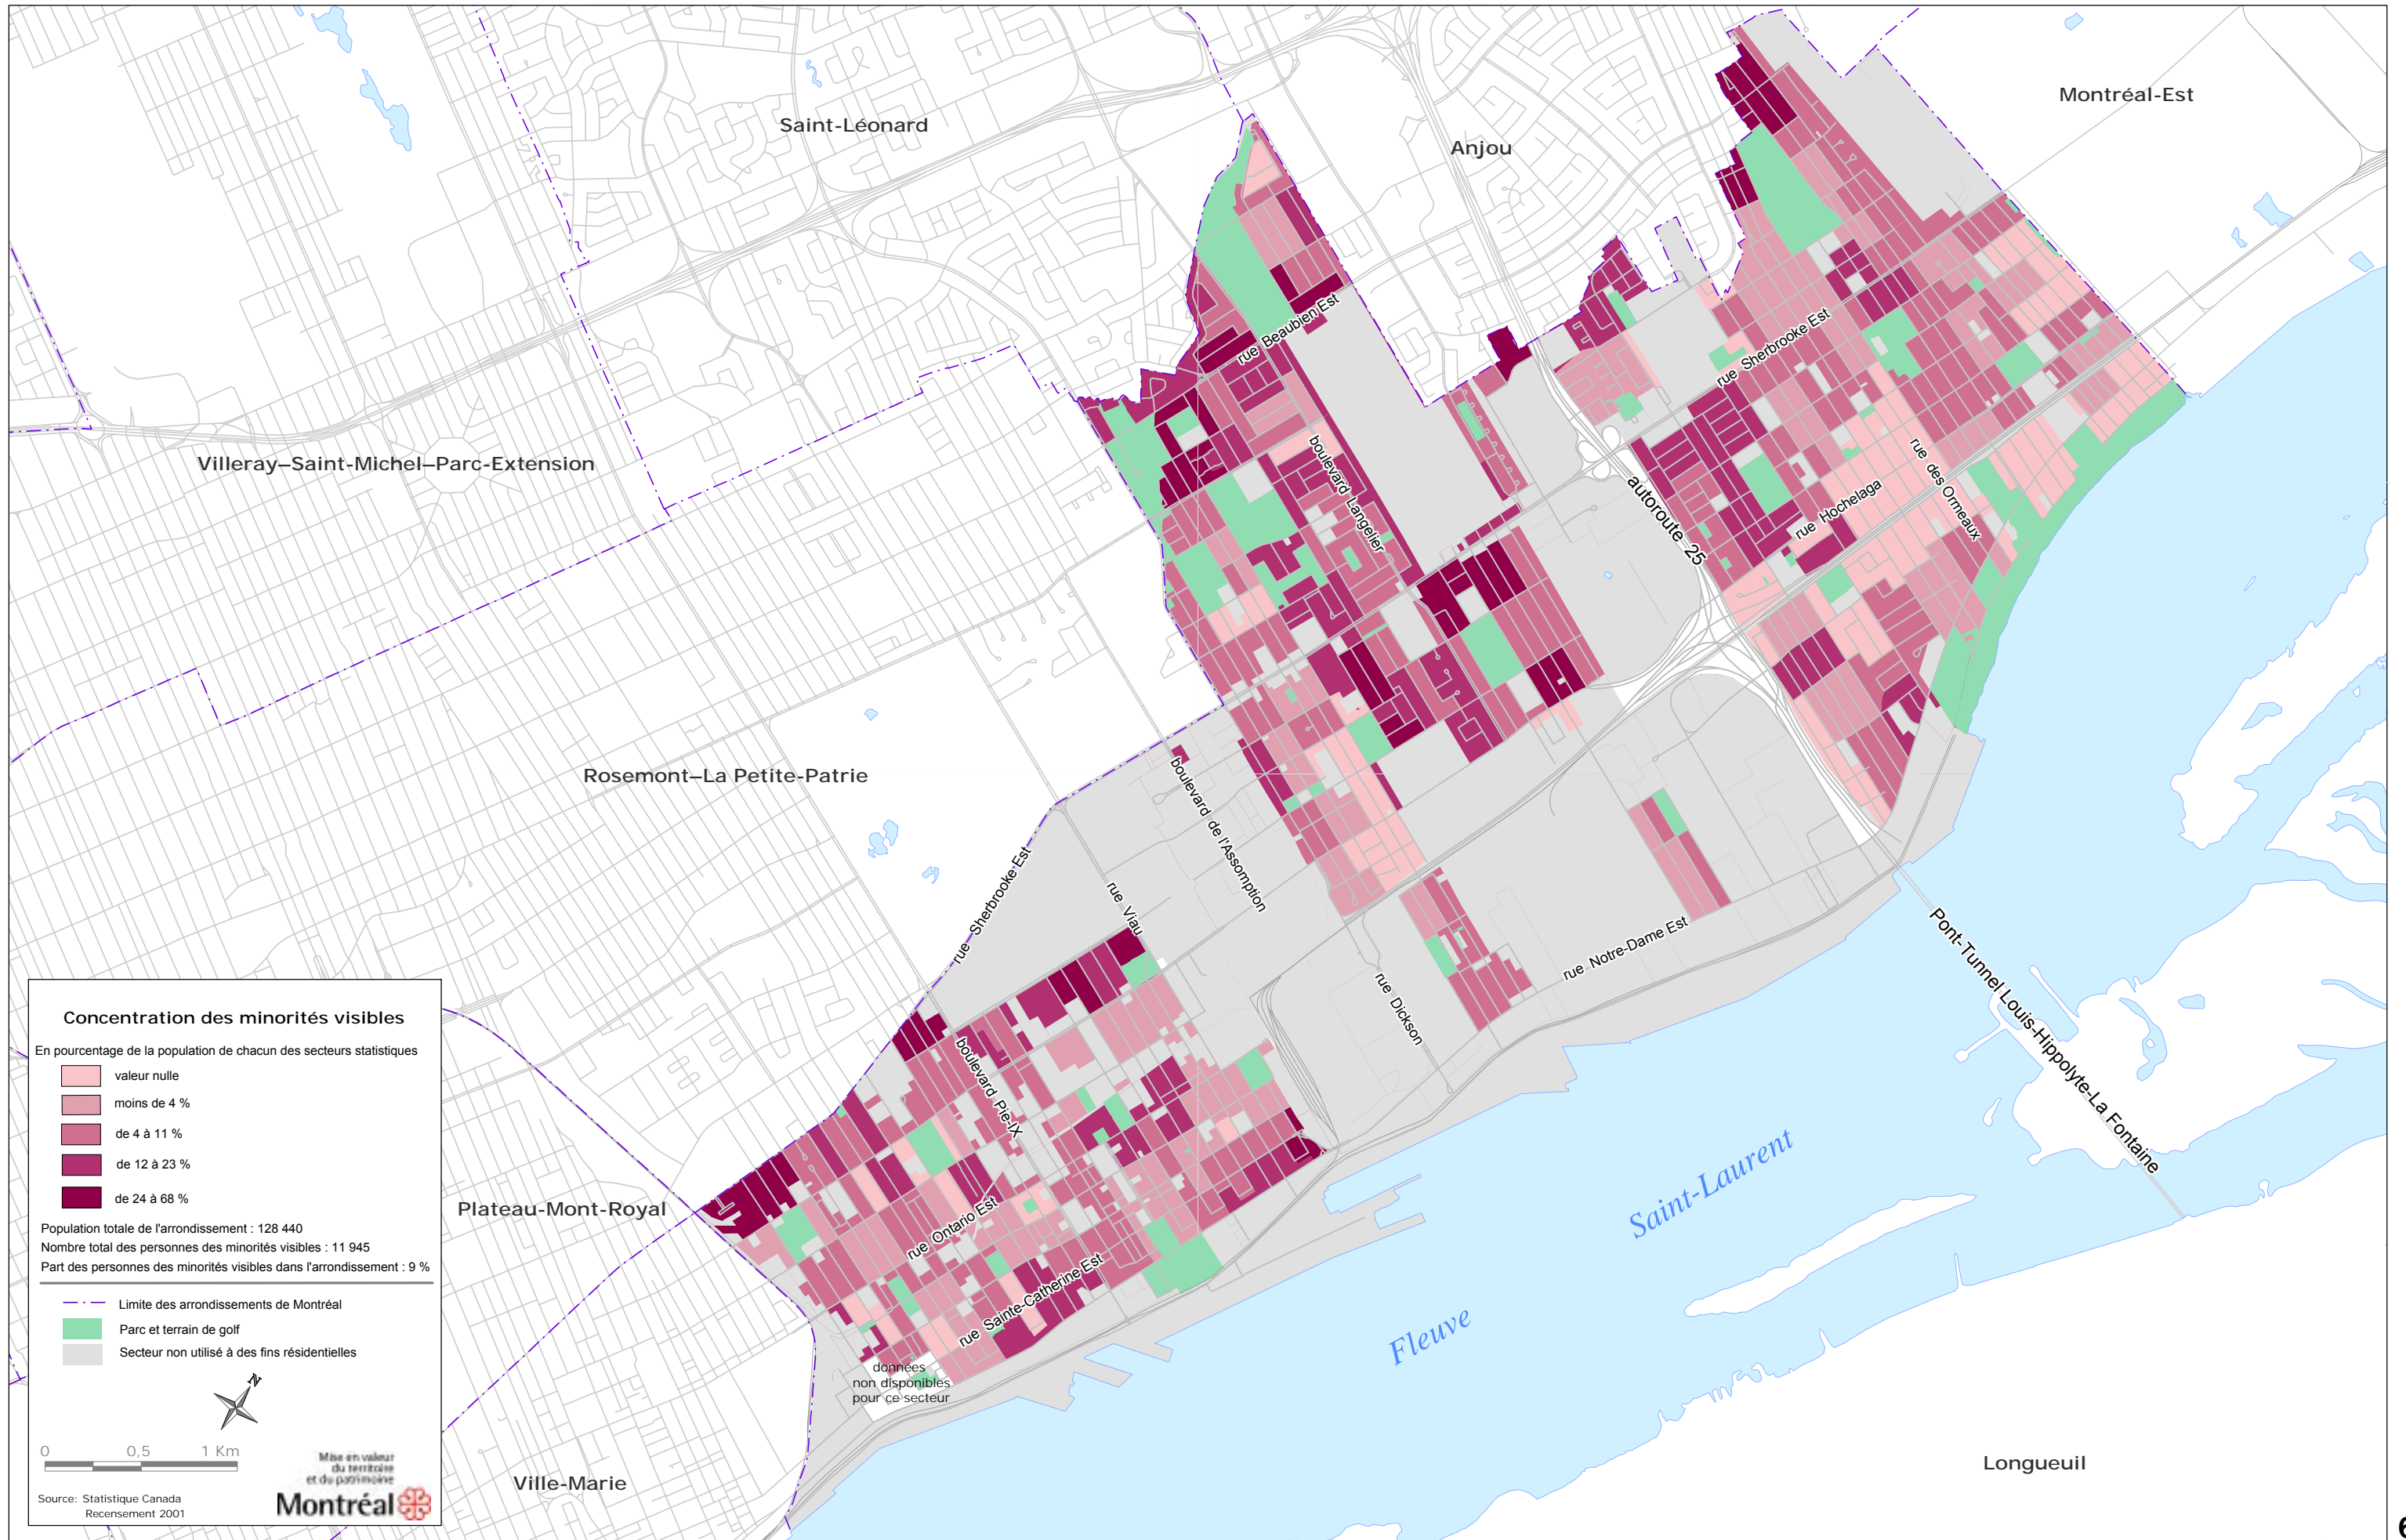 Montréal-Est
Saint-Léonard
Anjou
rue Beaubien Est
rue Sherbrooke Est
Villeray–Saint-Michel–Parc-Extension
boulevard Langelier
rue des Ormeaux
autoroute 25
rue Hochelaga
Rosemont–La Petite-Patrie
boulevard de l'Assomption
rue Sherbrooke Est
rue Viau
rue Notre-Dame Est
rue Dickson
Pont-Tunnel Louis-Hippolyte-La Fontaine
boulevard Pie-IX
Plateau-Mont-Royal
rue Ontario Est
rue Sainte-Catherine Est
Fleuve
Saint-Laurent
données
non disponibles
pour ce secteur
Ville-Marie
Longueuil
Concentration des minorités visibles
En pourcentage de la population de chacun des secteurs statistiques
valeur nulle
moins de 4 %
de 4 à 11 %
de 12 à 23 %
de 24 à 68 %
Population totale de l'arrondissement : 128 440
Nombre total des personnes des minorités visibles : 11 945
Part des personnes des minorités visibles dans l'arrondissement : 9 %
Limite des arrondissements de Montréal
Parc et terrain de golf
Secteur non utilisé à des fins résidentielles
N
0 0,5 1 Km
Mise en valeur
du territoire
et du patrimoine
Montréal
Source: Statistique Canada
Recensement 2001
6